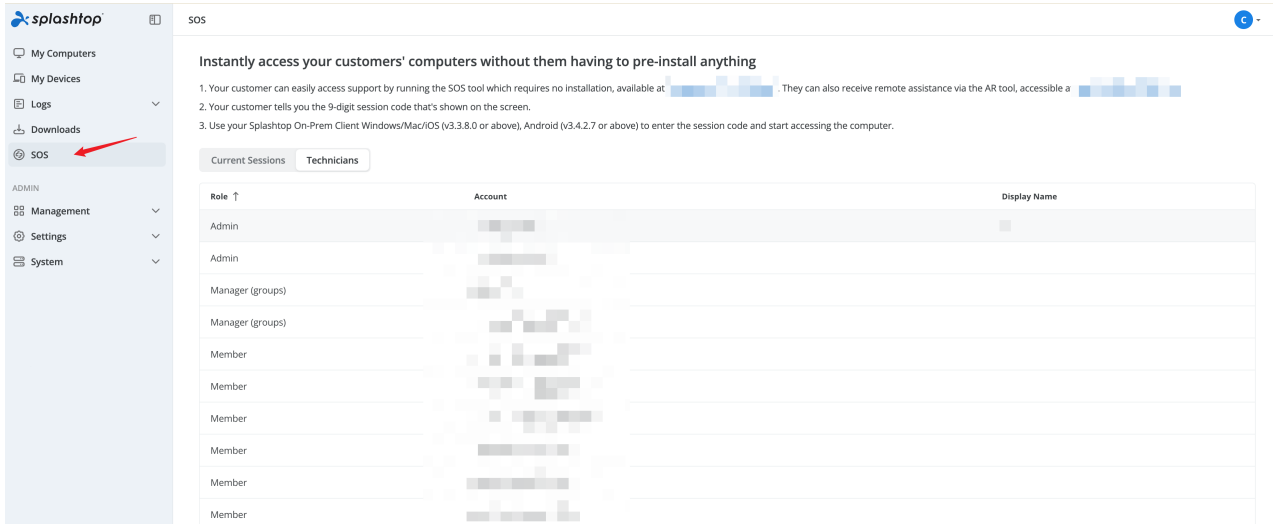 splashtop
SOS
C
My Computers
My Devices
Logs
Downloads
SOS
ADMIN
Management
Settings
System
Instantly access your customers' computers without them having to pre-install anything
1. Your customer can easily access support by running the SOS tool which requires no installation, available at . They can also receive remote assistance via the AR tool, accessible a
2. Your customer tells you the 9-digit session code that's shown on the screen.
3. Use your Splashtop On-Prem Client Windows/Mac/iOS (v3.3.8.0 or above), Android (v3.4.2.7 or above) to enter the session code and start accessing the computer.
Current Sessions Technicians
Role ↑ Account Display Name
Admin
Admin
Manager (groups)
Manager (groups)
Member
Member
Member
Member
Member
Member